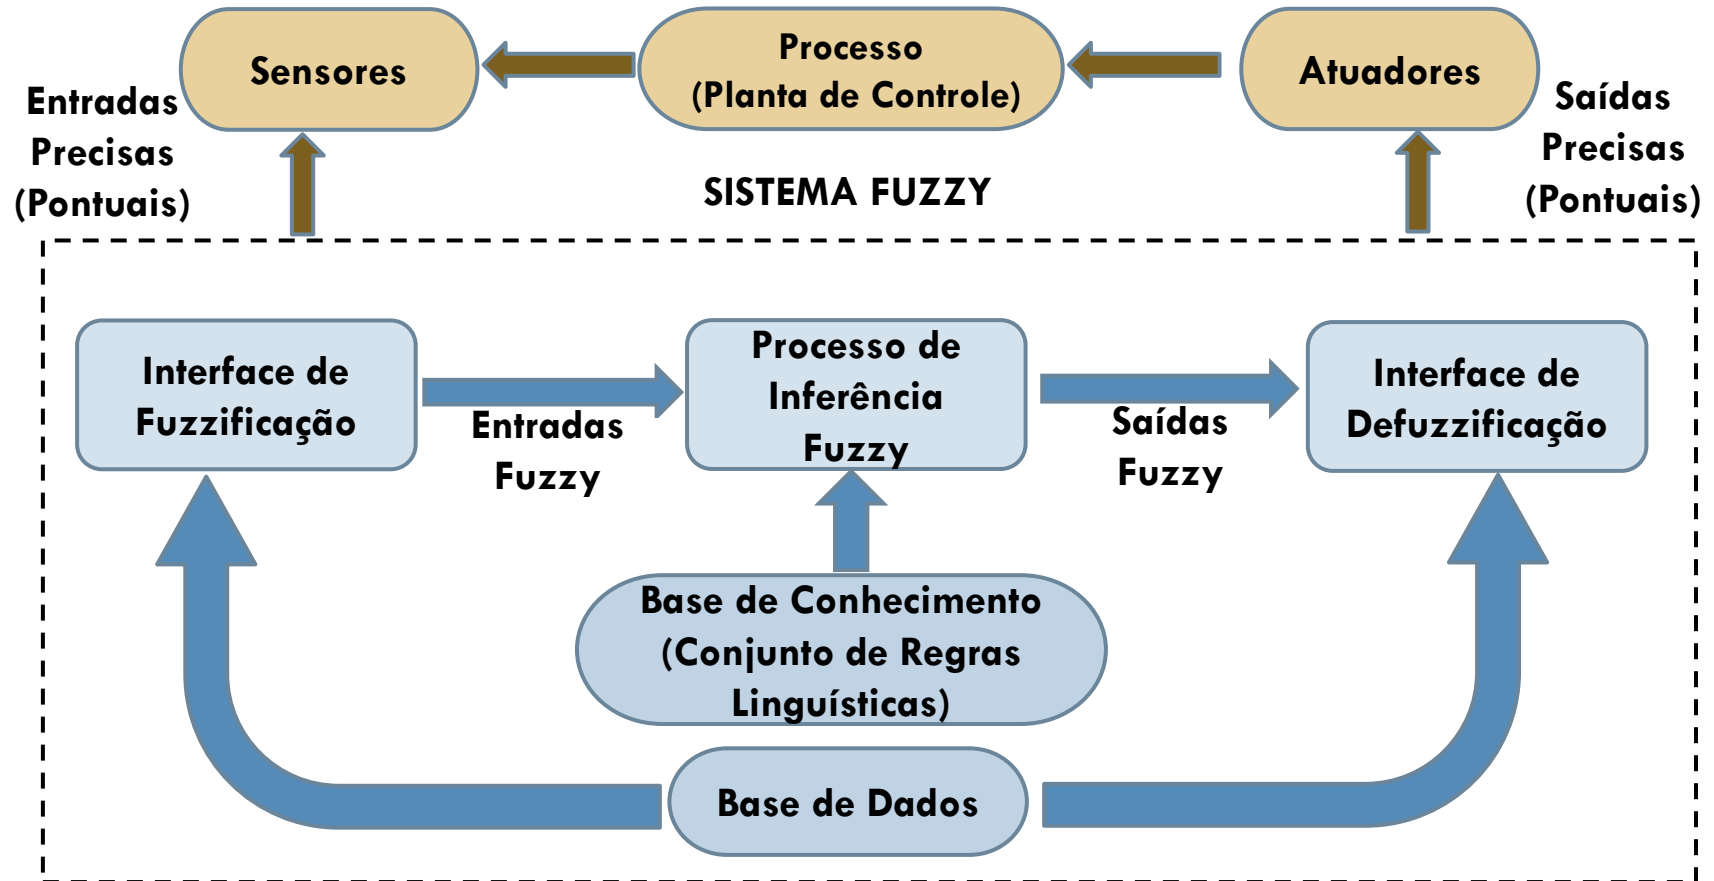 Sensores
Processo
(Planta de Controle)
Atuadores
Entradas
Precisas
(Pontuais)
Saídas
Precisas
(Pontuais)
SISTEMA FUZZY
Interface de
Fuzzificação
Entradas
Fuzzy
Processo de
Inferência
Fuzzy
Saídas
Fuzzy
Interface de
Defuzzificação
Base de Conhecimento
(Conjunto de Regras
Linguísticas)
Base de Dados